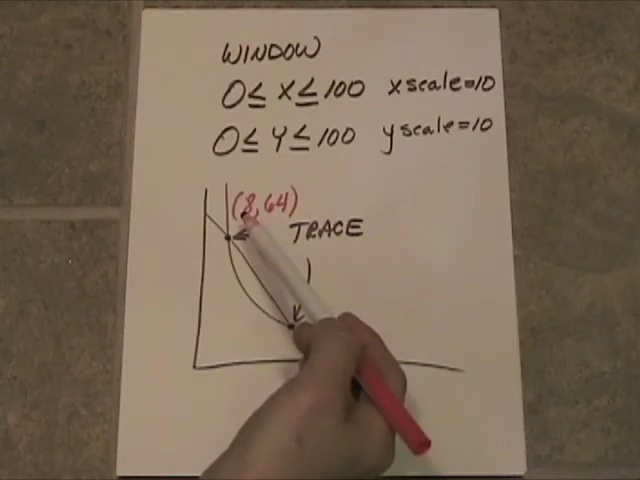 WINDOW
0≤ X≤ 100 xscale=10
0≤ Y≤100 yscale=10
(8,64)
TRACE